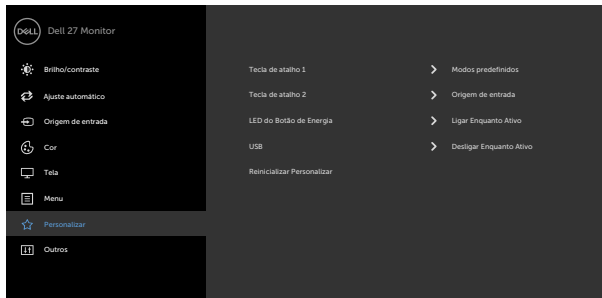 DELL Dell 27 Monitor
Brilho/contraste
Ajuste automático
Origem de entrada
Cor
Tela
Menu
Personalizar
Outros
Tecla de atalho 1 Modos predefinidos
Tecla de atalho 2 Origem de entrada
LED do Botão de Energia Ligar Enquanto Ativo
USB Desligar Enquanto Ativo
Reinicializar Personalizar